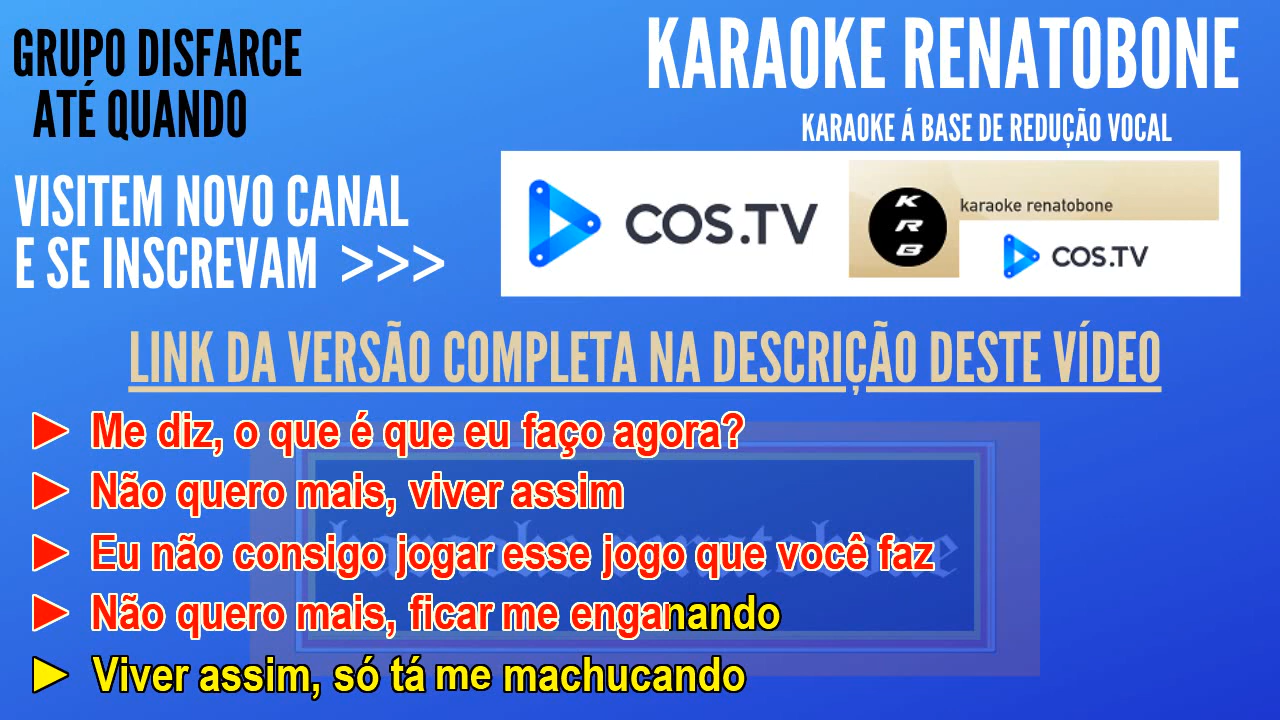 GRUPO DISFARCE
ATÉ QUANDO
KARAOKE RENATOBONE
KARAOKE Á BASE DE REDUÇÃO VOCAL
VISITEM NOVO CANAL
E SE INSCREVAM >>>
COS.TV
KRB
karaoke renatobone
COS.TV
LINK DA VERSÃO COMPLETA NA DESCRIÇÃO DESTE VÍDEO
► Me diz, o que é que eu faço agora?
► Não quero mais, viver assim
► Eu não consigo jogar esse jogo que você faz
karaoke renatobone
► Não quero mais, ficar me enganando
► Viver assim, só tá me machucando